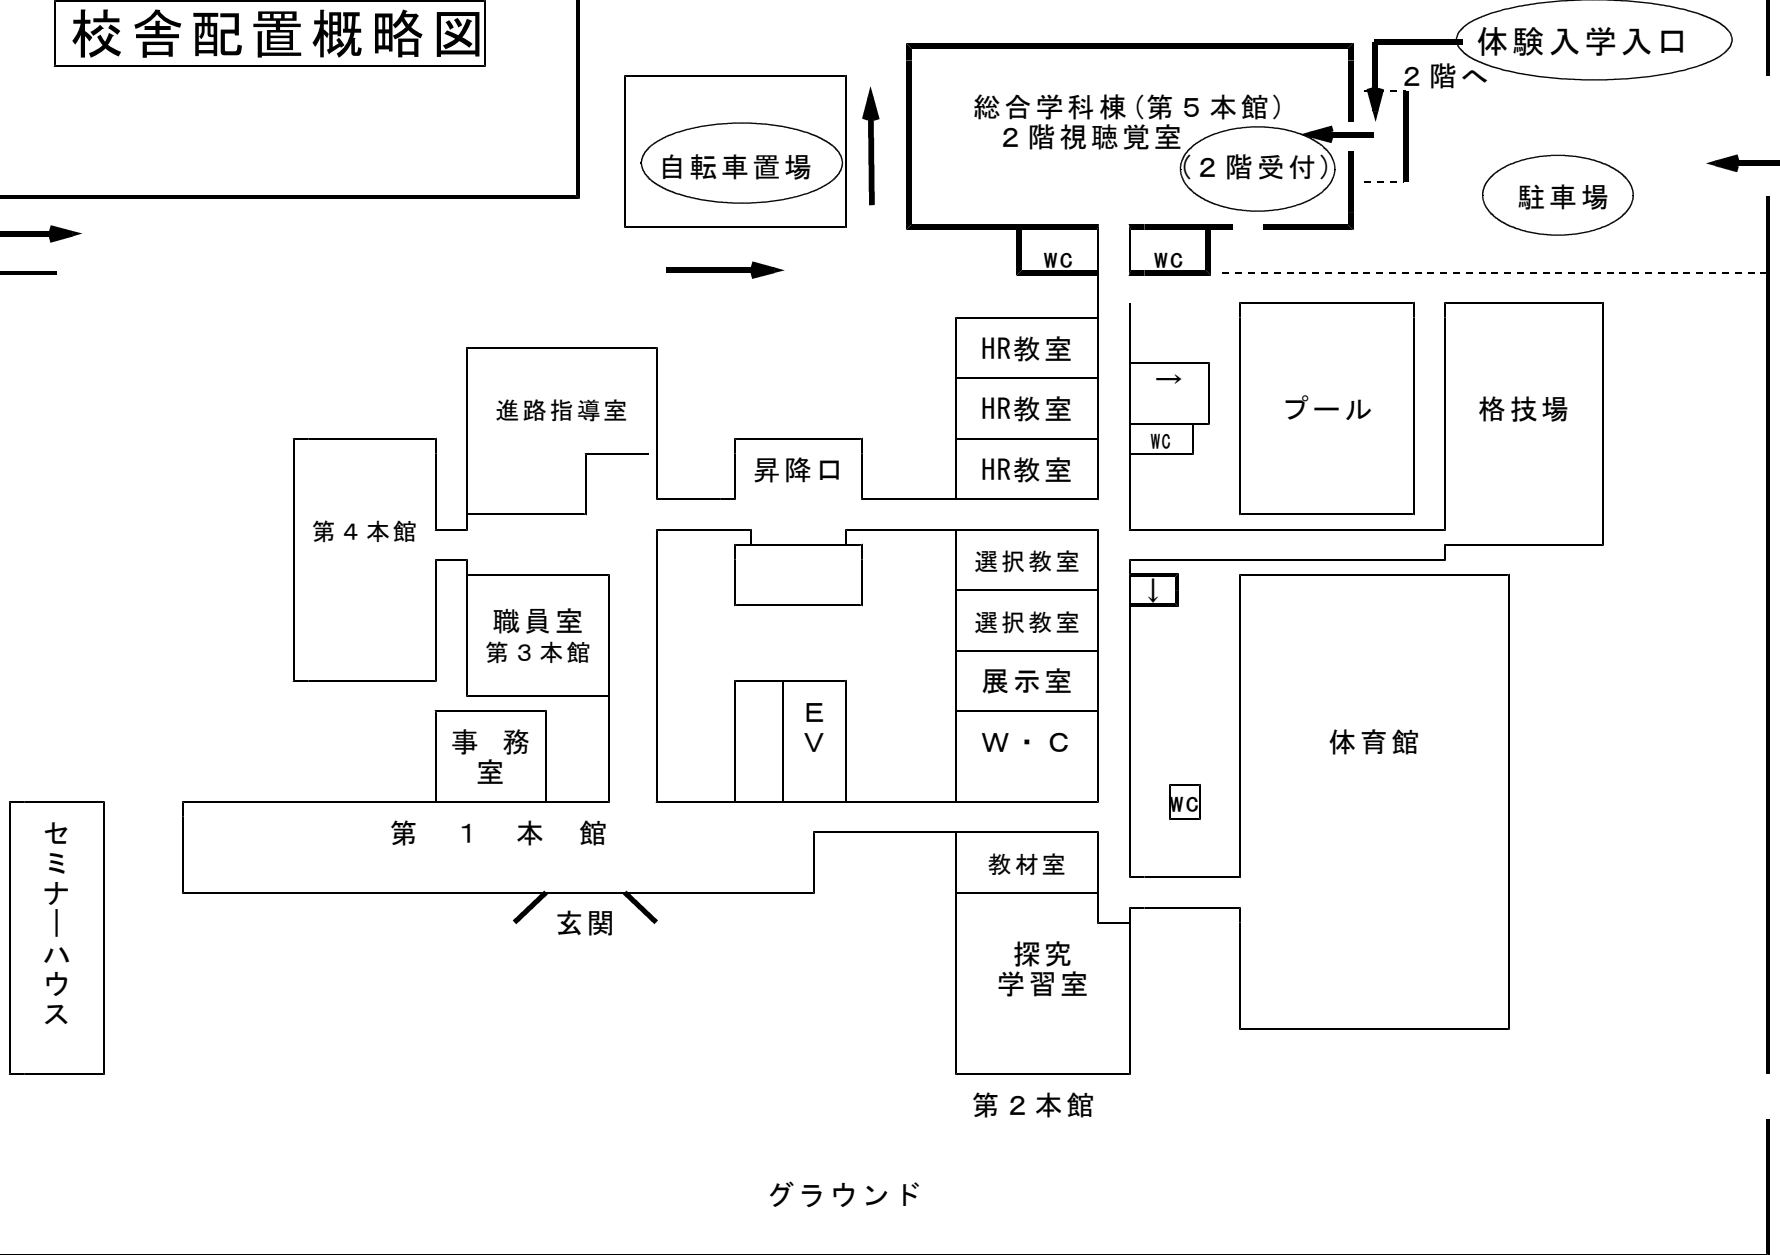 校舎配置概略図
体験入学入口
2階へ
総合学科棟(第5本館)
2階視聴覚室
(2階受付)
自転車置場
駐車場
WC
WC
HR教室
→
HR教室
プール
格技場
進路指導室
WC
HR教室
昇降口
第4本館
選択教室
↓
選択教室
職員室
第3本館
展示室
EV
W・C
事務室
体育館
WC
第1本館
セミナーハウス
教材室
玄関
探究
学習室
第2本館
グラウンド